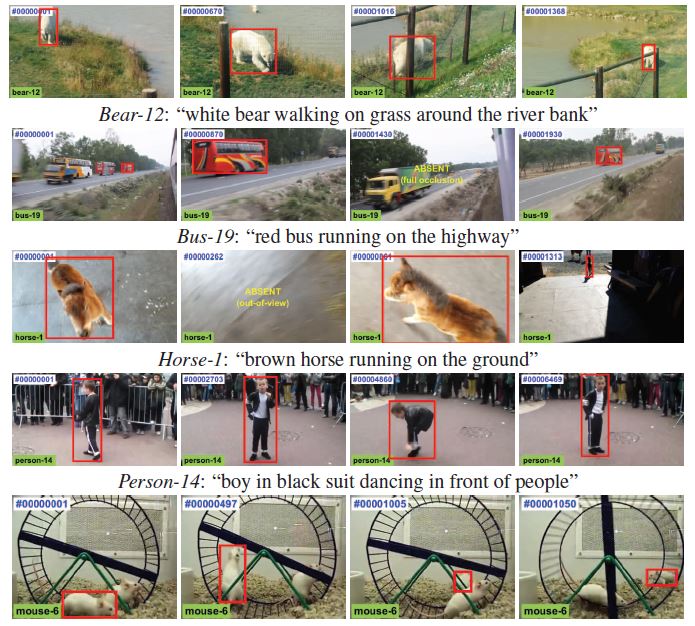 #00000001 #00000670 #00001016 #00001368
bear-12 bear-12 bear-12 bear-12
Bear-12: “white bear walking on grass around the river bank”
#00000001 #00000870 #00001430 #00001930
ABSENT
(full occlusion)
bus-19 bus-19 bus-19 bus-19
Bus-19: “red bus running on the highway”
#00000001 #00000262 #00001313
ABSENT
(out-of-view)
horse-1 horse-1 horse-1 horse-1
Horse-1: “brown horse running on the ground”
#00000001 #00002703 #00004860 #00006469
person-14 person-14 person-14 person-14
Person-14: “boy in black suit dancing in front of people”
#00000001 #00000497 #00001005 #00001050
mouse-6 mouse-6 mouse-6 mouse-6